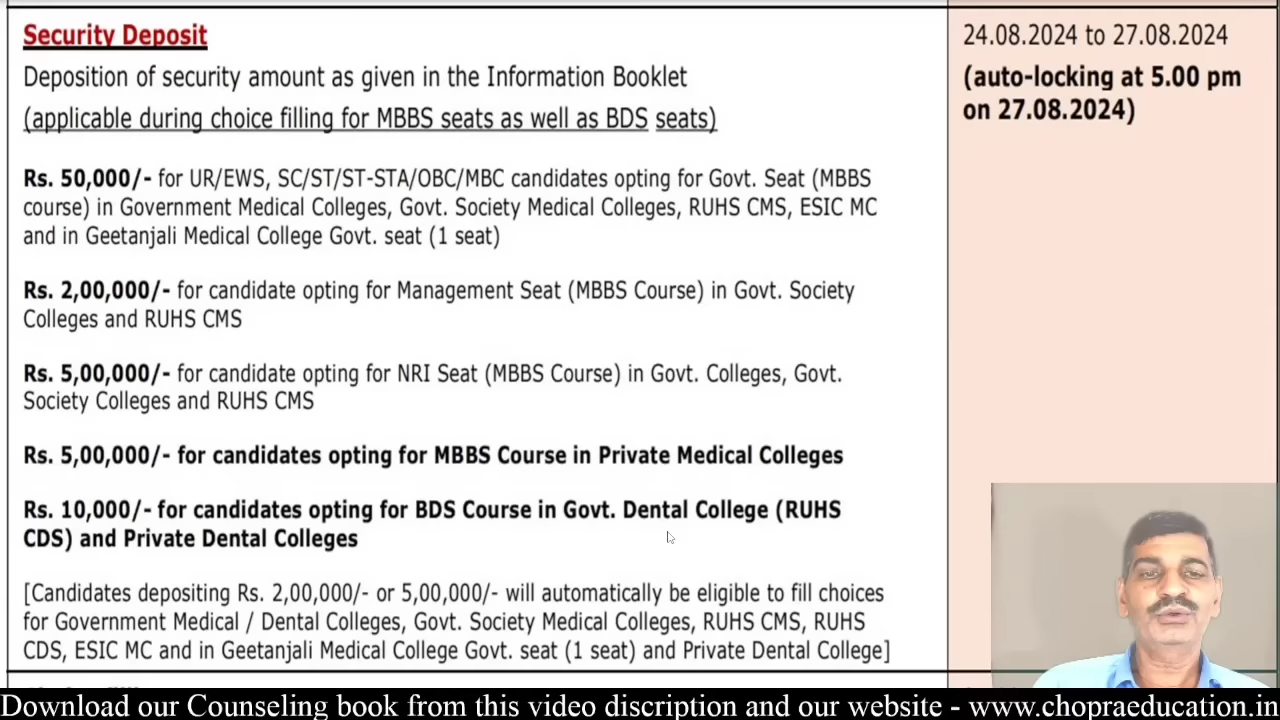 Security Deposit
24.08.2024 to 27.08.2024
Deposition of security amount as given in the Information Booklet
(auto-locking at 5.00 pm
on 27.08.2024)
(applicable during choice filling for MBBS seats as well as BDS seats)
Rs. 50,000/- for UR/EWS, SC/ST/ST-STA/OBC/MBC candidates opting for Govt. Seat (MBBS
course) in Government Medical Colleges, Govt. Society Medical Colleges, RUHS CMS, ESIC MC
and in Geetanjali Medical College Govt. seat (1 seat)
Rs. 2,00,000/- for candidate opting for Management Seat (MBBS Course) in Govt. Society
Colleges and RUHS CMS
Rs. 5,00,000/- for candidate opting for NRI Seat (MBBS Course) in Govt. Colleges, Govt.
Society Colleges and RUHS CMS
Rs. 5,00,000/- for candidates opting for MBBS Course in Private Medical Colleges
Rs. 10,000/- for candidates opting for BDS Course in Govt. Dental College (RUHS
CDS) and Private Dental Colleges
[Candidates depositing Rs. 2,00,000/- or 5,00,000/- will automatically be eligible to fill choices
for Government Medical / Dental Colleges, Govt. Society Medical Colleges, RUHS CMS, RUHS
CDS, ESIC MC and in Geetanjali Medical College Govt. seat (1 seat) and Private Dental College]
Download our Counseling book from this video discription and our website - www.chopraeducation.in